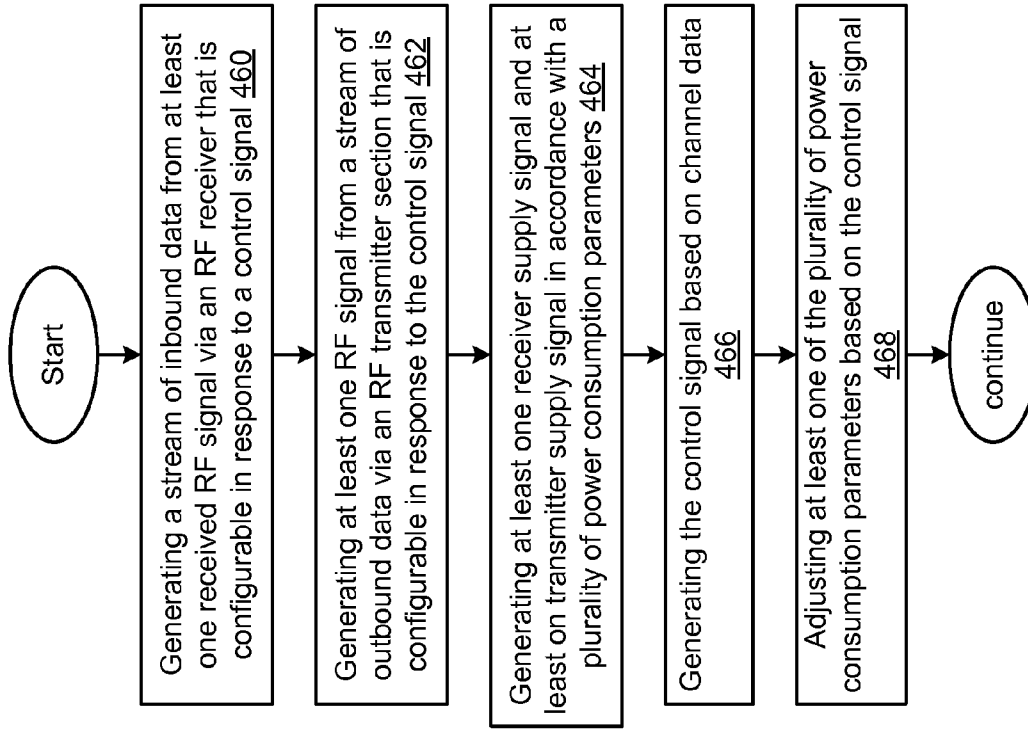 Start
Generating a stream of inbound data from at least
one received RF signal via an RF receiver that is
configurable in response to a control signal 460
Generating at least one RF signal from a stream of
outbound data via an RF transmitter section that is
configurable in response to the control signal 462
Generating at least one receiver supply signal and at
least on transmitter supply signal in accordance with a
plurality of power consumption parameters 464
Generating the control signal based on channel data
466
Adjusting at least one of the plurality of power
consumption parameters based on the control signal
468
continue